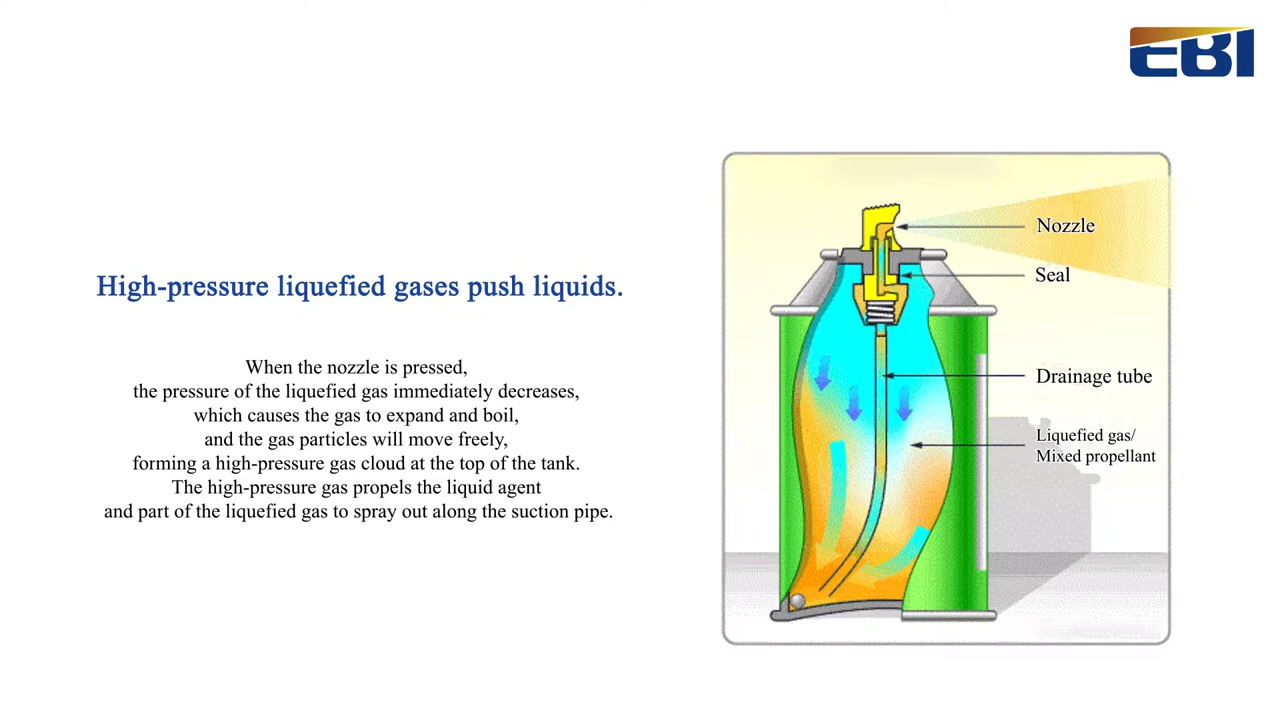 EBI
High-pressure liquefied gases push liquids.
When the nozzle is pressed,
the pressure of the liquefied gas immediately decreases,
which causes the gas to expand and boil,
and the gas particles will move freely,
forming a high-pressure gas cloud at the top of the tank.
The high-pressure gas propels the liquid agent
and part of the liquefied gas to spray out along the suction pipe.
Nozzle
Seal
Drainage tube
Liquefied gas/
Mixed propellant